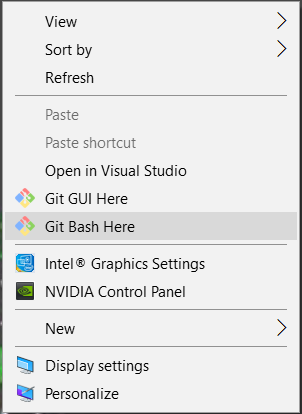 View
Sort by
Refresh
Paste
Paste shortcut
Open in Visual Studio
Git GUI Here
Git Bash Here
Intel® Graphics Settings
NVIDIA Control Panel
New
Display settings
Personalize